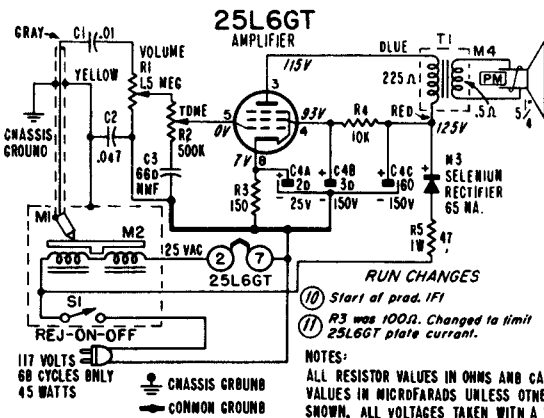 25L6GT
AMPLIFIER
GRAY
C1
.01
VOLUME
R1
1.5 MEG
YELLOW
CHASSIS
GROUND
C2
.047
TONE
R2
500K
C3
660
MMF
5
0V
3
115V
BLUE
4
93V
7V
8
R3
150
C4A
20
25V
C4B
30
150V
C4C
60
150V
R4
10K
T1
225Ω
.5Ω
RED
125V
M4
PM
5 1/4"
M3
SELENIUM
RECTIFIER
65 MA.
R5
1W
47
M1
M2
25 VAC
2
7
25L6GT
S1
REJ-ON-OFF
117 VOLTS
60 CYCLES ONLY
45 WATTS
CHASSIS GROUND
COMMON GROUND
RUN CHANGES
10 Start of prod. 1F1
11 R3 was 100Ω. Changed to limit
25L6GT plate current.
NOTES:
ALL RESISTOR VALUES IN OHMS AND CA
VALUES IN MICROFARADS UNLESS OTHE
SHOWN. ALL VOLTAGES TAKEN WITH A